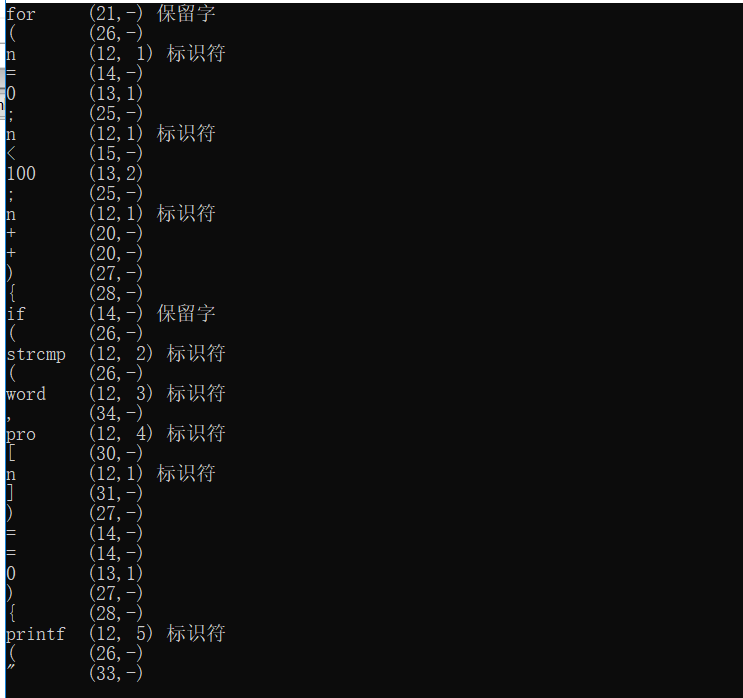 for (21,-) 保留字
( (26,-)
n (12, 1) 标识符
= (14,-)
0 (13,1)
; (25,-)
n (12,1) 标识符
< (15,-)
100 (13,2)
; (25,-)
n (12,1) 标识符
+ (20,-)
+ (20,-)
) (27,-)
{ (28,-)
if (14,-) 保留字
( (26,-)
strcmp (12, 2) 标识符
( (26,-)
word (12, 3) 标识符
, (34,-)
pro (12, 4) 标识符
[ (30,-)
n (12,1) 标识符
] (31,-)
) (27,-)
= (14,-)
= (14,-)
0 (13,1)
) (27,-)
{ (28,-)
printf (12, 5) 标识符
( (26,-)
" (33,-)